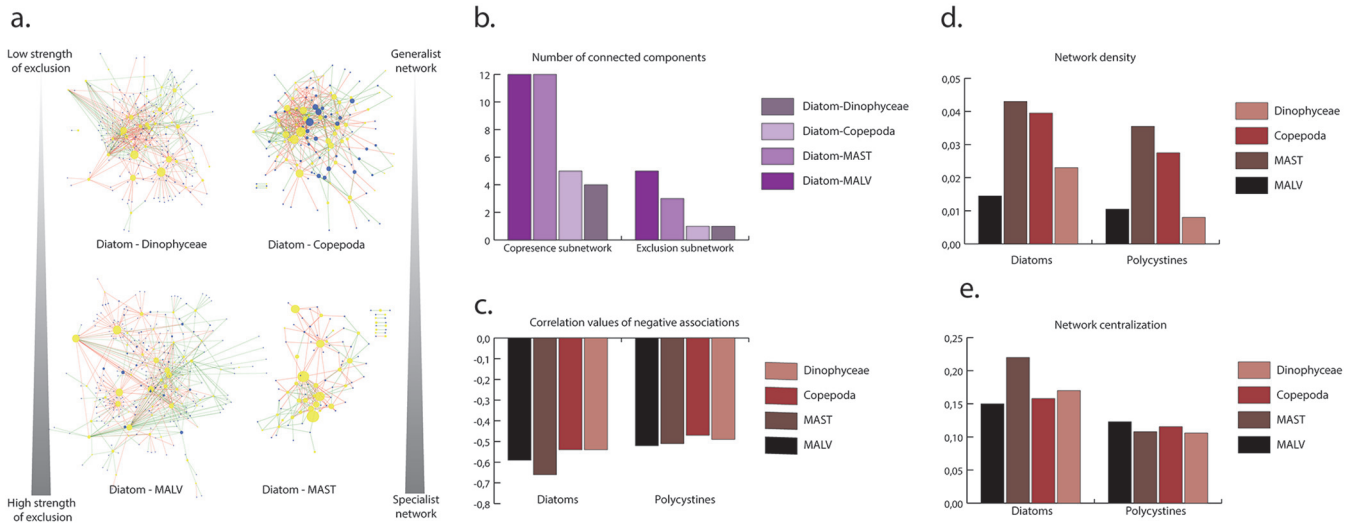 a.
Low strength
of exclusion
Generalist
network
Diatom - Dinophyceae
Diatom - Copepoda
Diatom - MALV
Diatom - MAST
High strength
of exclusion
Specialist
network
b.
Number of connected components
12
10
8
6
4
2
0
Copresence subnetwork
Exclusion subnetwork
Diatom-Dinophyceae
Diatom-Copepoda
Diatom-MAST
Diatom-MALV
c.
Correlation values of negative associations
0,0
-0,1
-0,2
-0,3
-0,4
-0,5
-0,6
-0,7
-0,8
Diatoms
Polycystines
Dinophyceae
Copepoda
MAST
MALV
d.
Network density
0,05
0,04
0,03
0,02
0,01
0,00
Diatoms
Polycystines
Dinophyceae
Copepoda
MAST
MALV
e.
Network centralization
0,25
0,20
0,15
0,10
0,05
0,00
Diatoms
Polycystines
Dinophyceae
Copepoda
MAST
MALV